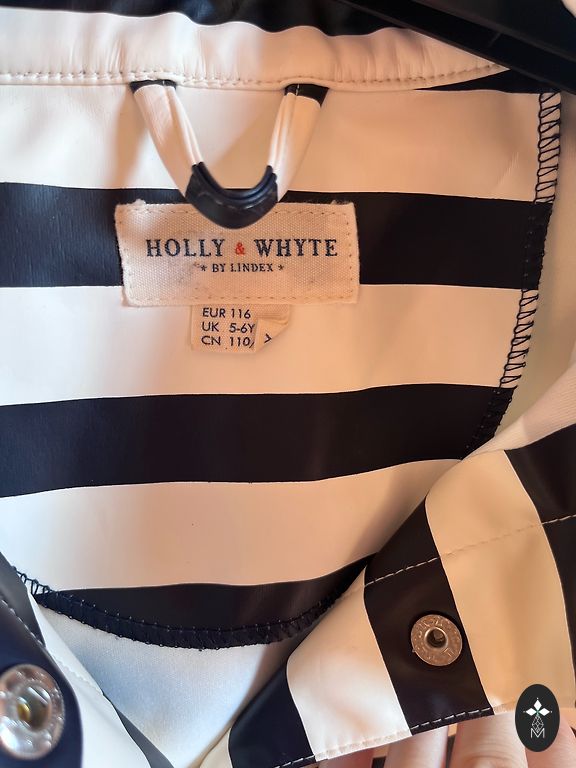 HOLLY & WHYTE
* BY LINDEX *
EUR 116
UK 5-6Y
CN 110/